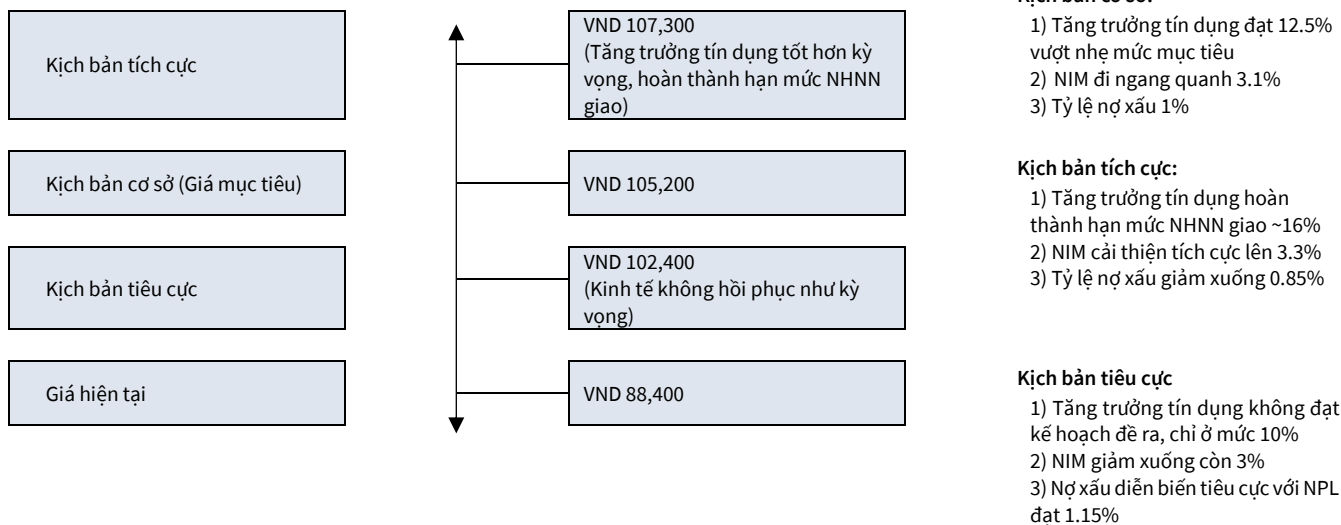 Kịch bản tích cực
VND 107,300
(Tăng trưởng tín dụng tốt hơn kỳ
vọng, hoàn thành hạn mức NHNN
giao)
Kịch bản cơ sở (Giá mục tiêu)
VND 105,200
Kịch bản tiêu cực
VND 102,400
(Kinh tế không hồi phục như kỳ
vọng)
Giá hiện tại
VND 88,400
Kịch bản cơ sở:
1) Tăng trưởng tín dụng đạt 12.5%
vượt nhẹ mức mục tiêu
2) NIM đi ngang quanh 3.1%
3) Tỷ lệ nợ xấu 1%
Kịch bản tích cực:
1) Tăng trưởng tín dụng hoàn
thành hạn mức NHNN giao ~16%
2) NIM cải thiện tích cực lên 3.3%
3) Tỷ lệ nợ xấu giảm xuống 0.85%
Kịch bản tiêu cực
1) Tăng trưởng tín dụng không đạt
kế hoạch đề ra, chỉ ở mức 10%
2) NIM giảm xuống còn 3%
3) Nợ xấu diễn biến tiêu cực với NPL
đạt 1.15%